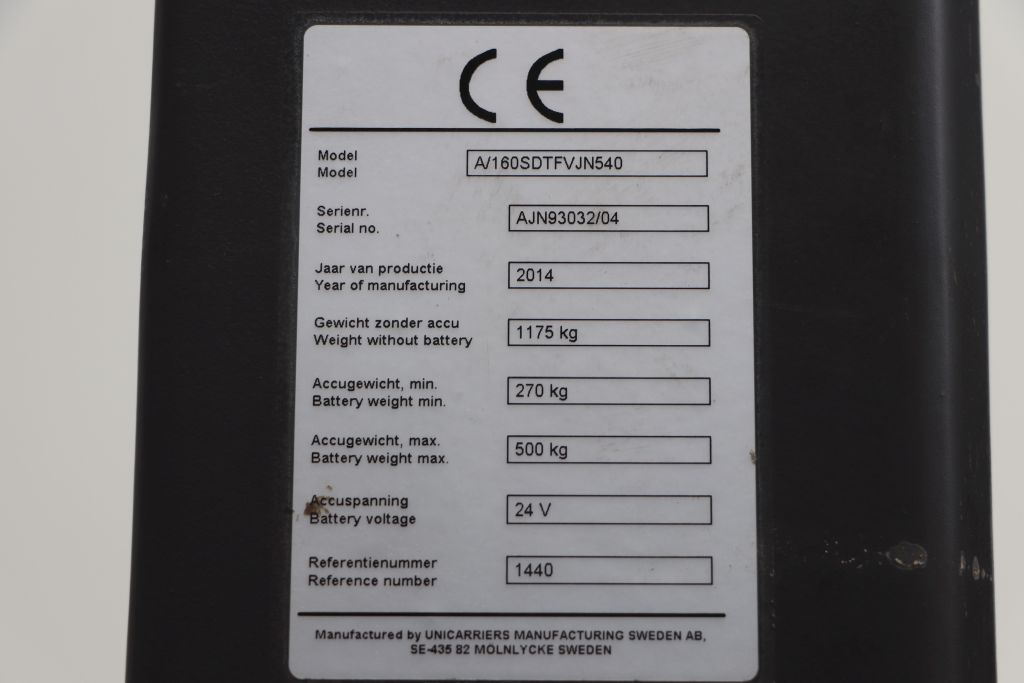 CE
Model
Model
A/160SDTFVJN540
Serienr.
Serial no.
AJN93032/04
Jaar van productie
Year of manufacturing
2014
Gewicht zonder accu
Weight without battery
1175 kg
Accugewicht, min.
Battery weight min.
270 kg
Accugewicht, max.
Battery weight max.
500 kg
Accuspanning
Battery voltage
24 V
Referentienummer
Reference number
1440
Manufactured by UNICARRIERS MANUFACTURING SWEDEN AB,
SE-435 82 MÖLNLYCKE SWEDEN